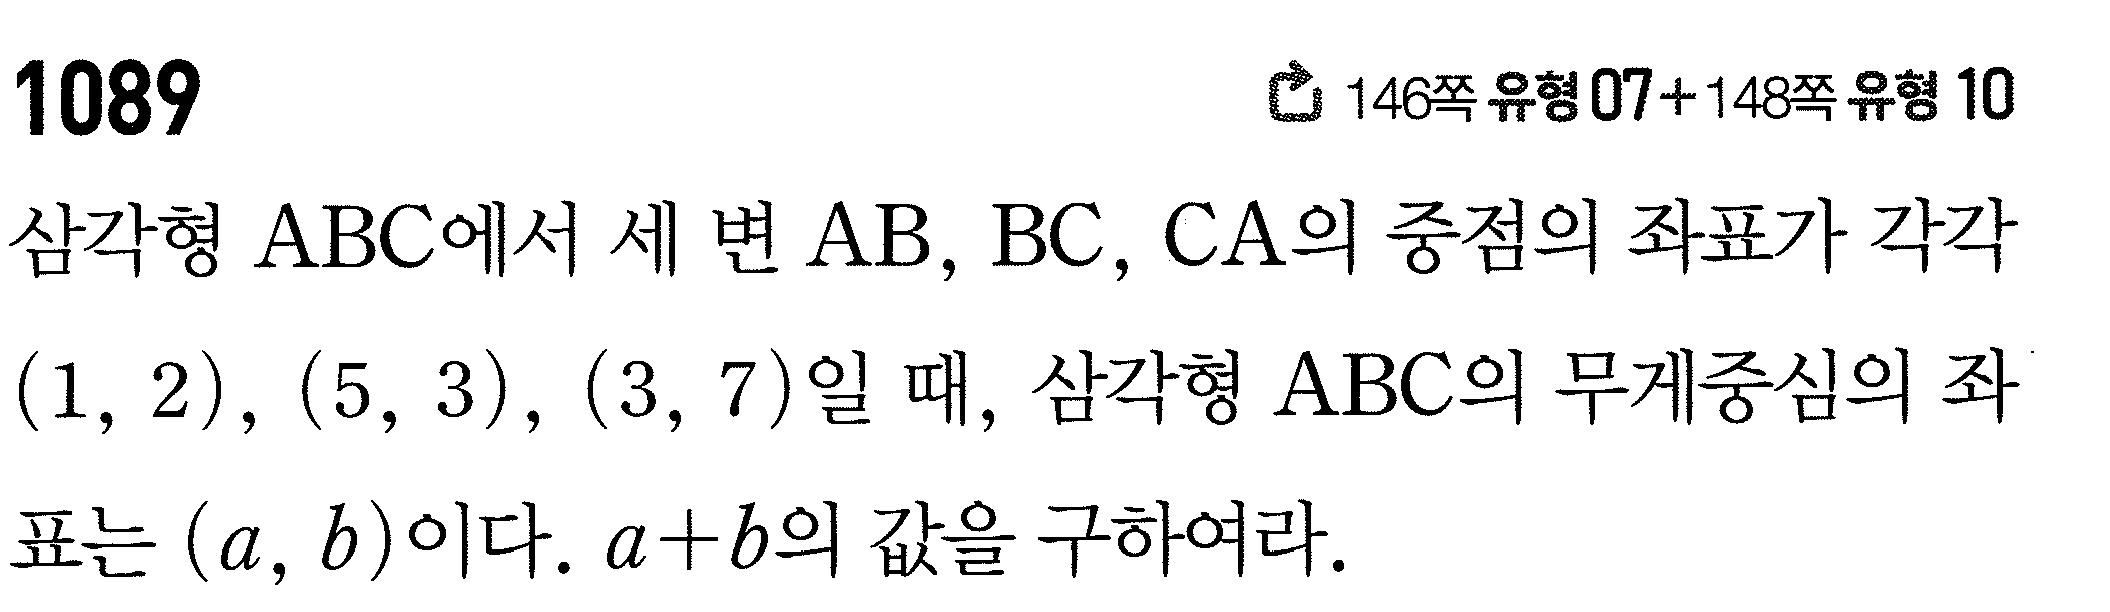 1089
146쪽 유형 07+148쪽 유형 10
삼각형 ABC에서 세 변 AB, BC, CA의 중점의 좌표가 각각
(1, 2), (5, 3), (3, 7)일 때, 삼각형 ABC의 무게중심의 좌
표는 (a, b)이다. a+b의 값을 구하여라.